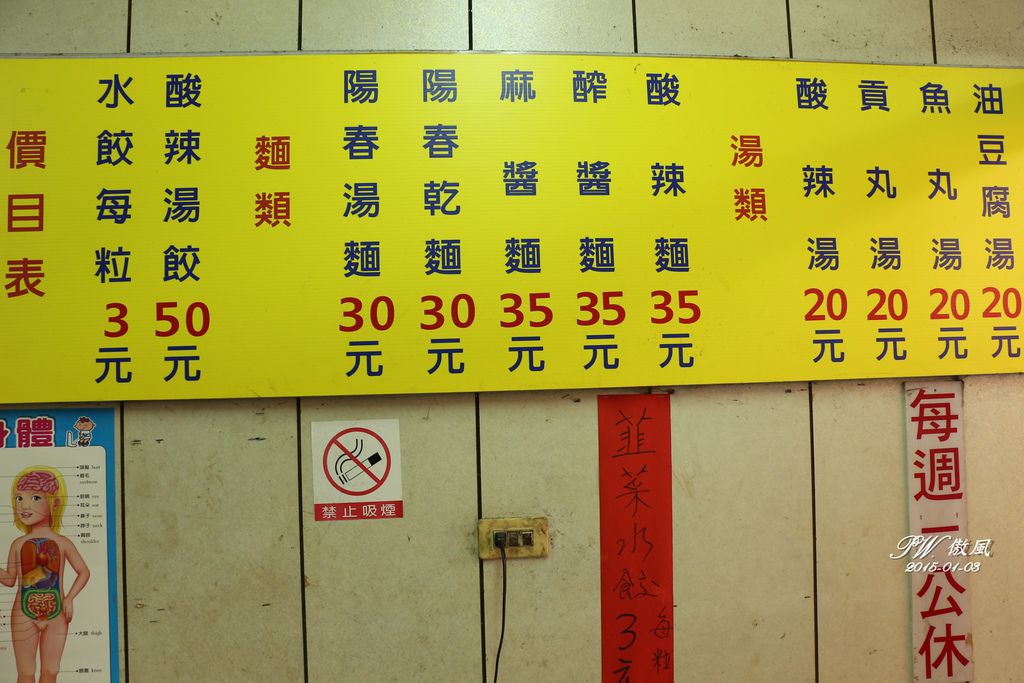 價目表
水餃每粒3元
酸辣湯餃50元
麵類
陽春湯麵30元
陽春乾麵30元
麻醬麵35元
醡醬麵35元
酸辣麵35元
湯類
酸辣湯20元
貢丸湯20元
魚丸湯20元
油豆腐湯20元
體
禁止吸煙
韮菜水餃3元
每粒
每週一公休
PW 傲風
2015-01-03